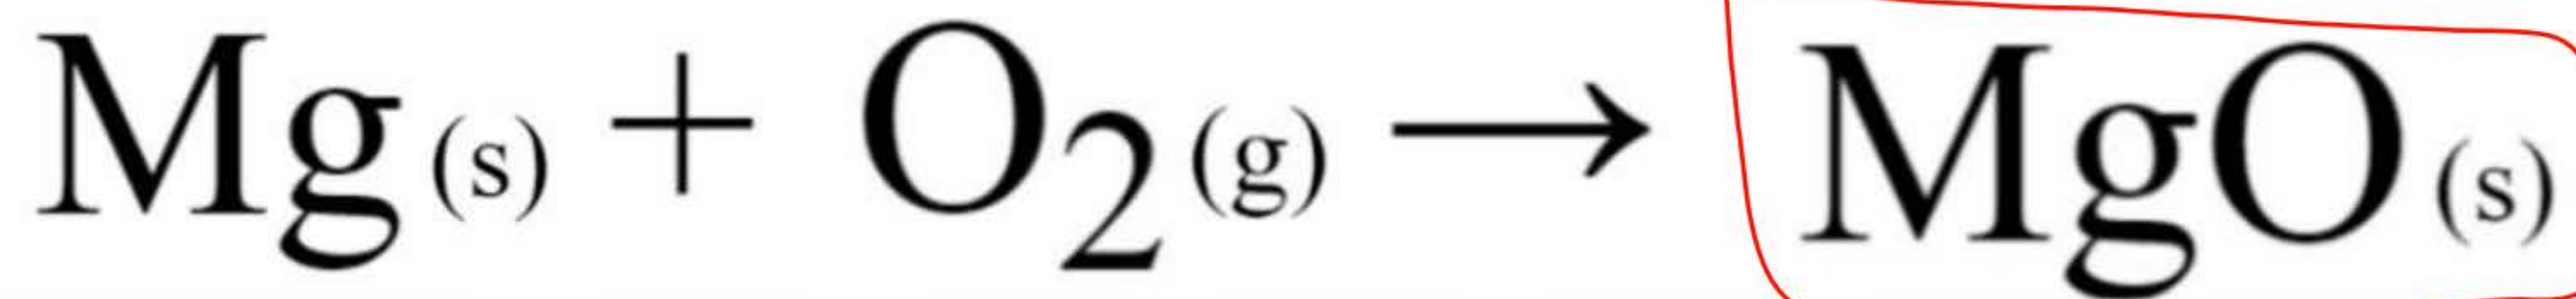 Mg (s) + O2 (g) → MgO (s)